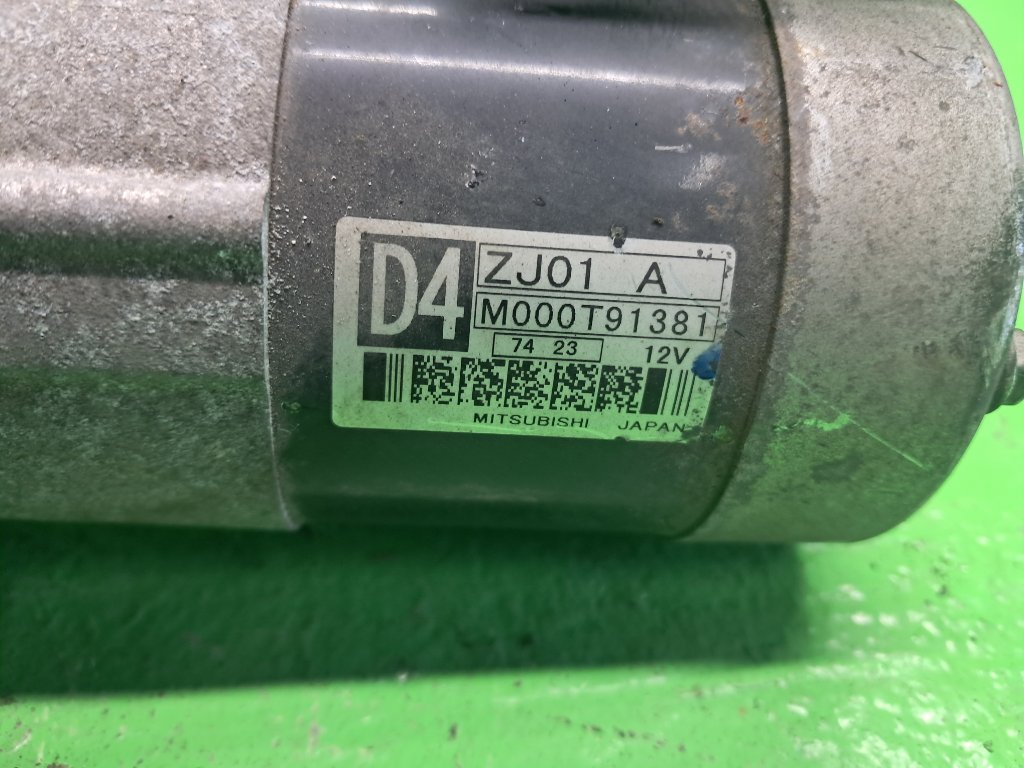 D4
ZJ01 A
M000T91381
74 23
12V
MITSUBISHI JAPAN